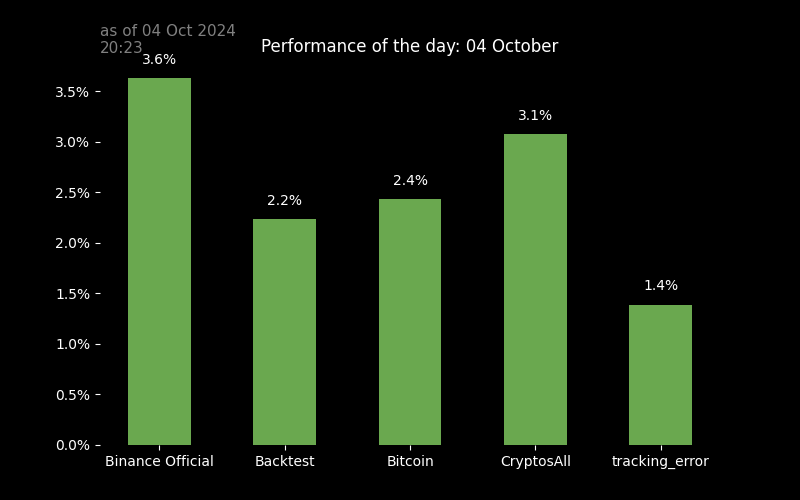 as of 04 Oct 2024
20:23
Performance of the day: 04 October
3.6%
3.5%
3.1%
3.0%
2.5%
2.4%
2.2%
2.0%
1.5%
1.4%
1.0%
0.5%
0.0%
Binance Official
Backtest
Bitcoin
CryptosAll
tracking_error